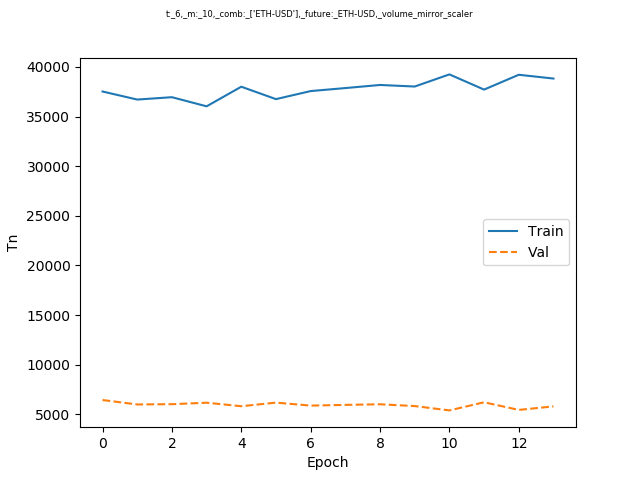 t:_6,_m:_10,_comb:_['ETH-USD'],_future:_ETH-USD,_volume_mirror_scaler
40000
35000
30000
25000
20000
15000
10000
5000
Tn
Train
Val
0 2 4 6 8 10 12
Epoch